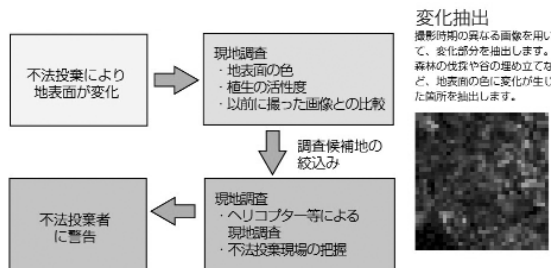 不法投棄により
地表面が変化
現地調査
・地表面の色
・植生の活性度
・以前に撮った画像との比較
調査候補地の
絞込み
現地調査
・ヘリコプター等による
現地調査
・不法投棄現場の把握
不法投棄者
に警告
変化抽出
撮影時期の異なる画像を用い
て、変化部分を抽出します。
森林の伐採や谷の埋め立てな
ど、地表面の色に変化が生じ
た箇所を抽出します。